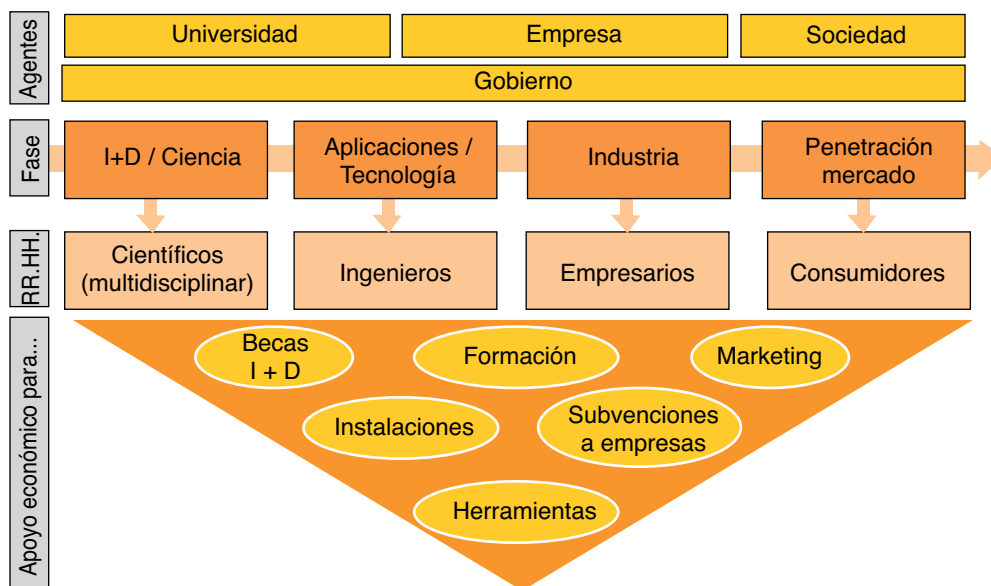 Agentes
Universidad
Empresa
Sociedad
Gobierno
Fase
I+D / Ciencia
Aplicaciones /
Tecnología
Industria
Penetración
mercado
RR.HH.
Científicos
(multidisciplinar)
Ingenieros
Empresarios
Consumidores
Apoyo económico para...
Becas
I + D
Formación
Marketing
Instalaciones
Subvenciones
a empresas
Herramientas